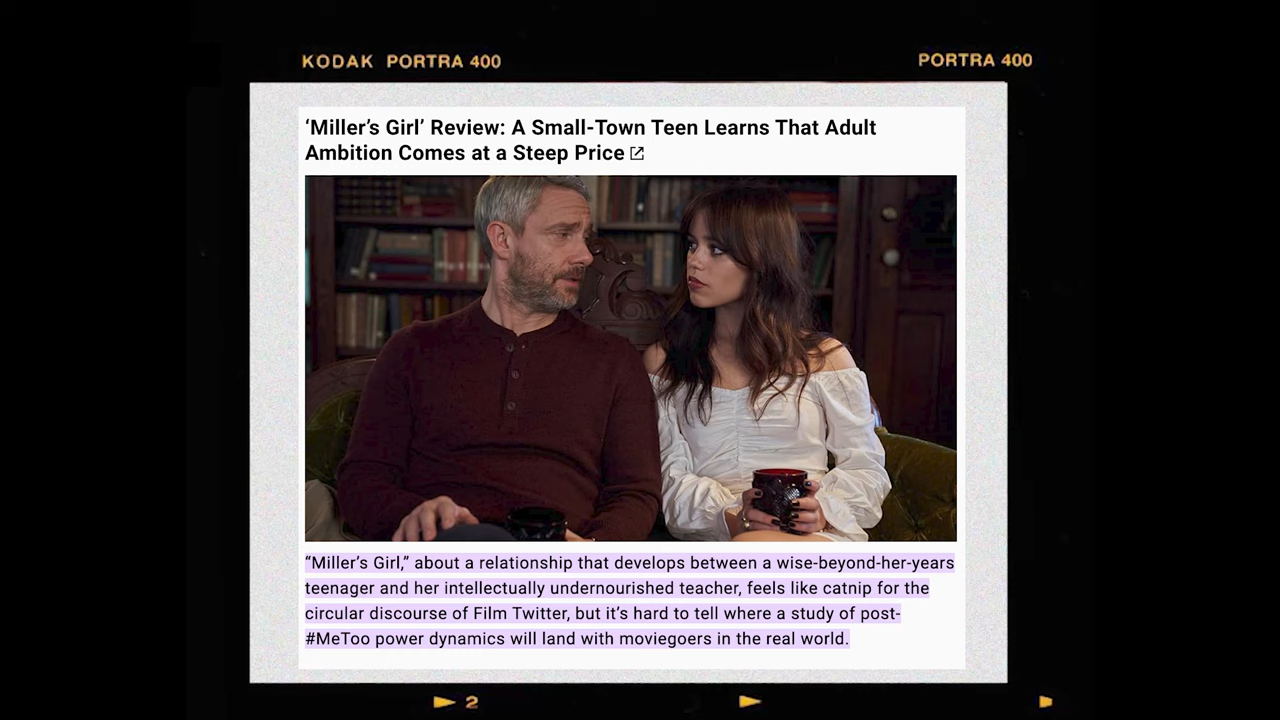 KODAK PORTRA 400 PORTRA 400
‘Miller’s Girl’ Review: A Small-Town Teen Learns That Adult
Ambition Comes at a Steep Price
“Miller’s Girl,” about a relationship that develops between a wise-beyond-her-years
teenager and her intellectually undernourished teacher, feels like catnip for the
circular discourse of Film Twitter, but it’s hard to tell where a study of post-
#MeToo power dynamics will land with moviegoers in the real world.
2